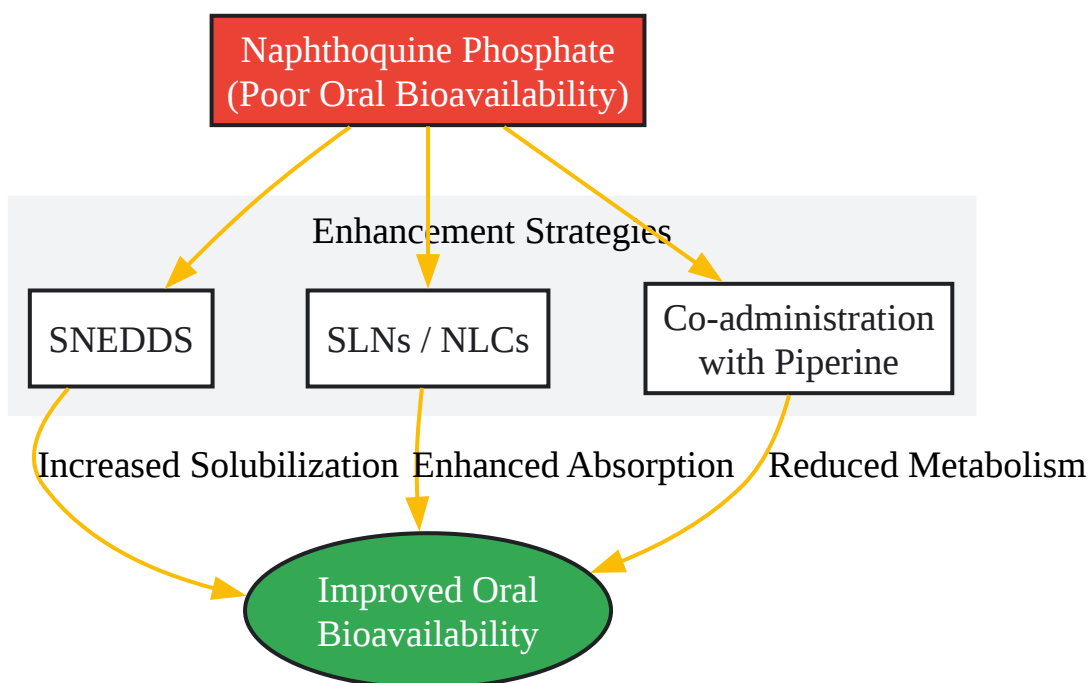 Naphthoquine Phosphate
(Poor Oral Bioavailability)
Enhancement Strategies
SNEDDS
SLNs / NLCs
Co-administration
with Piperine
Increased Solubilization
Enhanced Absorption
Reduced Metabolism
Improved Oral
Bioavailability